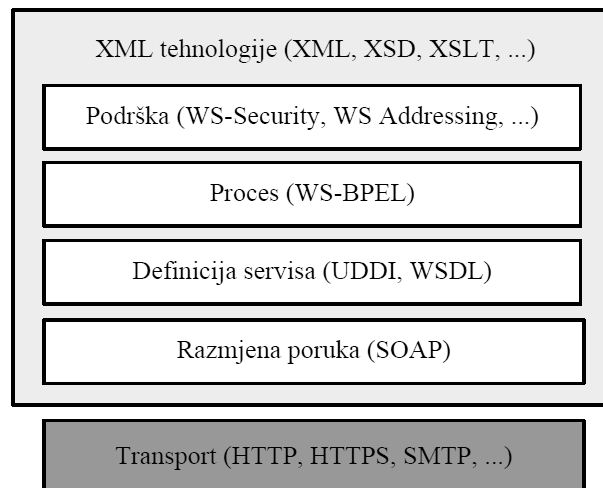 XML tehnologije (XML, XSD, XSLT, ...)
Podrška (WS-Security, WS Addressing, ...)
Proces (WS-BPEL)
Definicija servisa (UDDI, WSDL)
Razmjena poruka (SOAP)
Transport (HTTP, HTTPS, SMTP, ...)